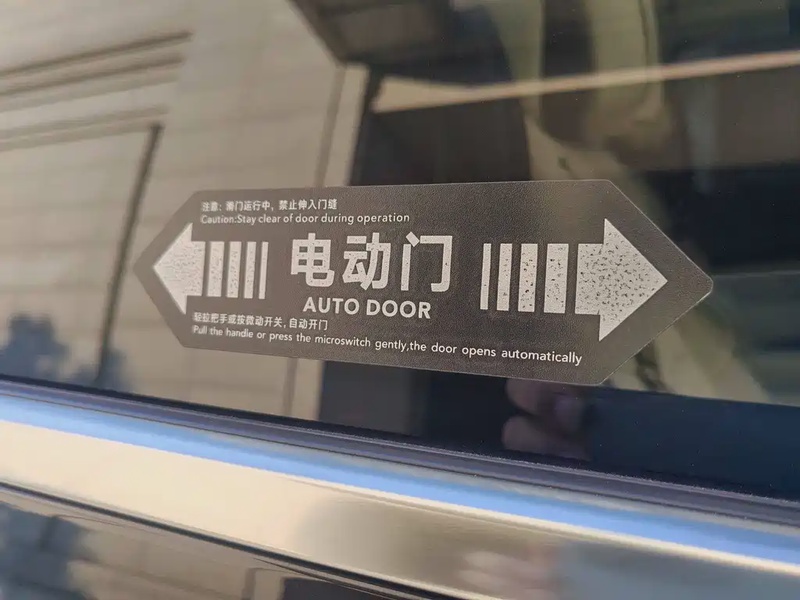 注意：滑门运行中，禁止伸入门缝
Caution:Stay clear of door during operation
电动门
AUTO DOOR
轻拉把手或按微动开关，自动开门
Pull the handle or press the microswitch gently,the door opens automatically